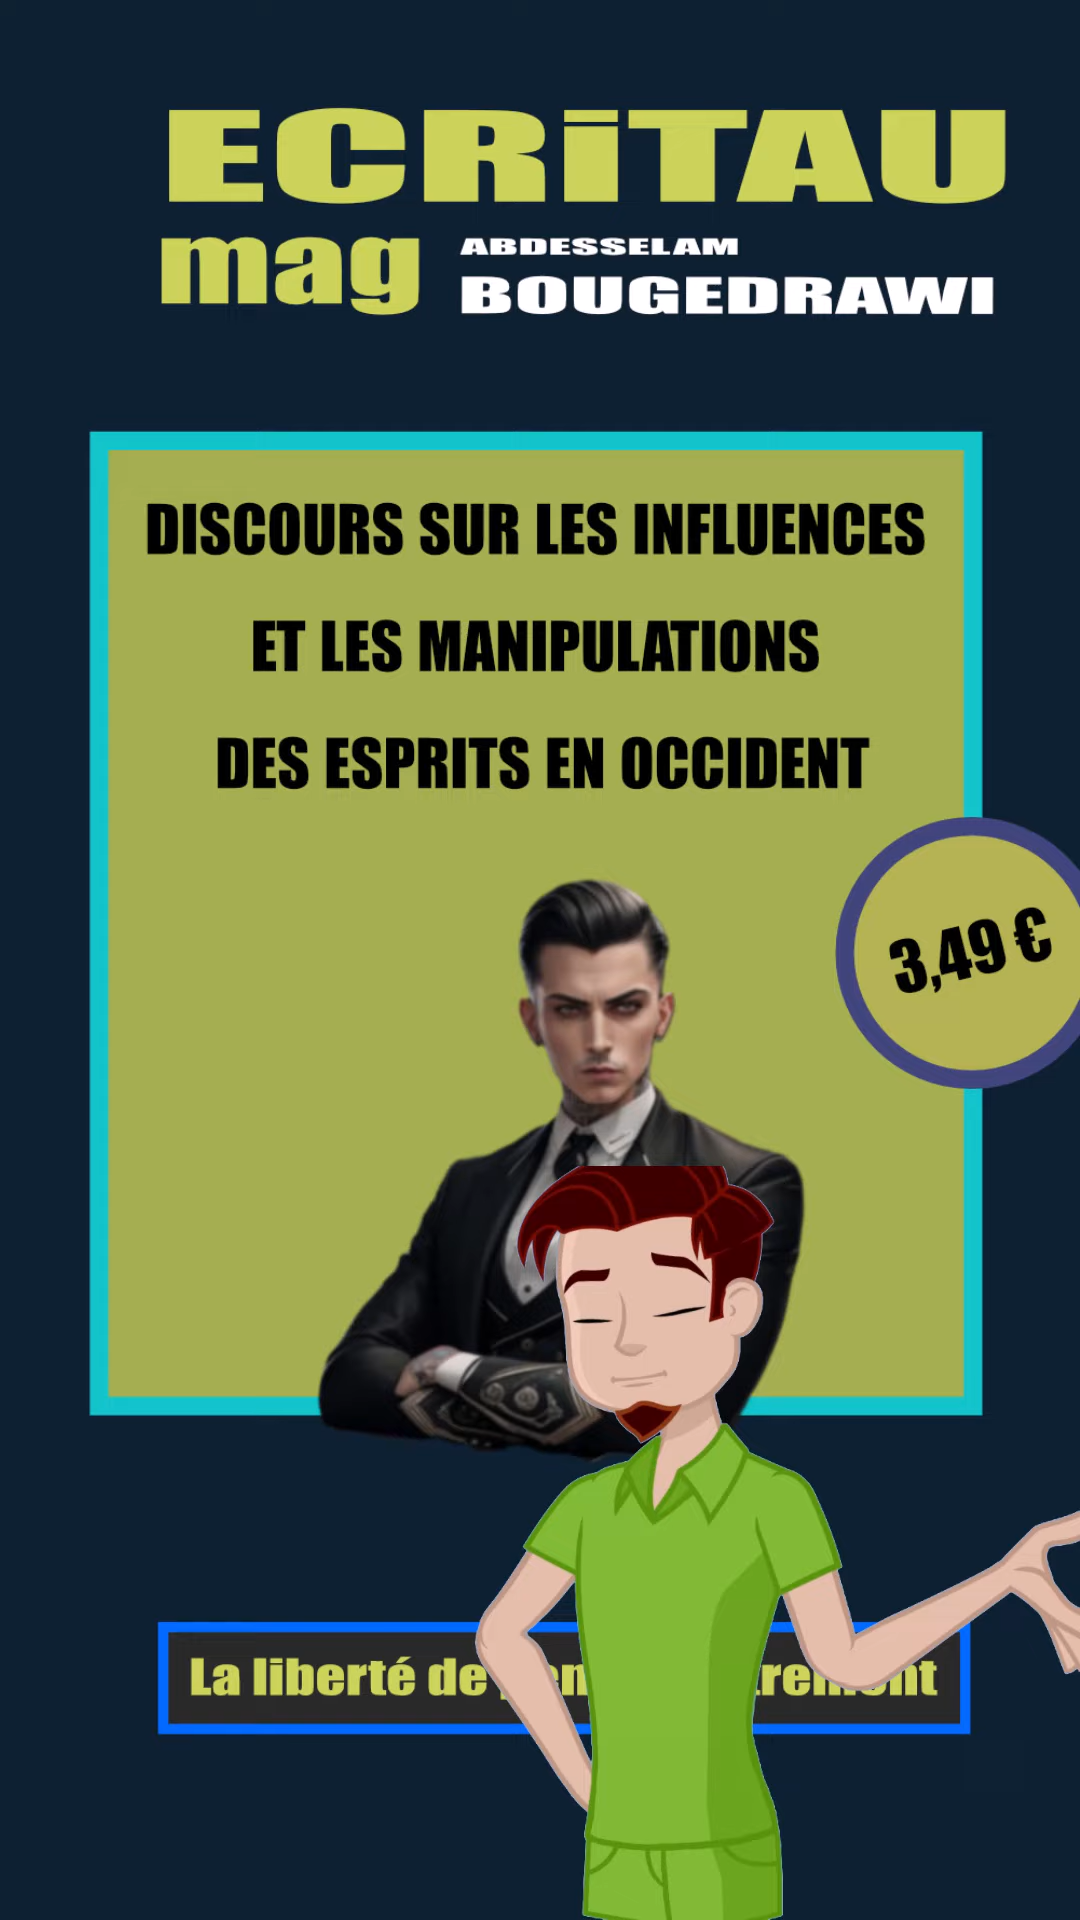 ECRiTAU
mag
ABDESSELAM
BOUGEDRAWI
DISCOURS SUR LES INFLUENCES
ET LES MANIPULATIONS
DES ESPRITS EN OCCIDENT
3,49 €
La liberté de